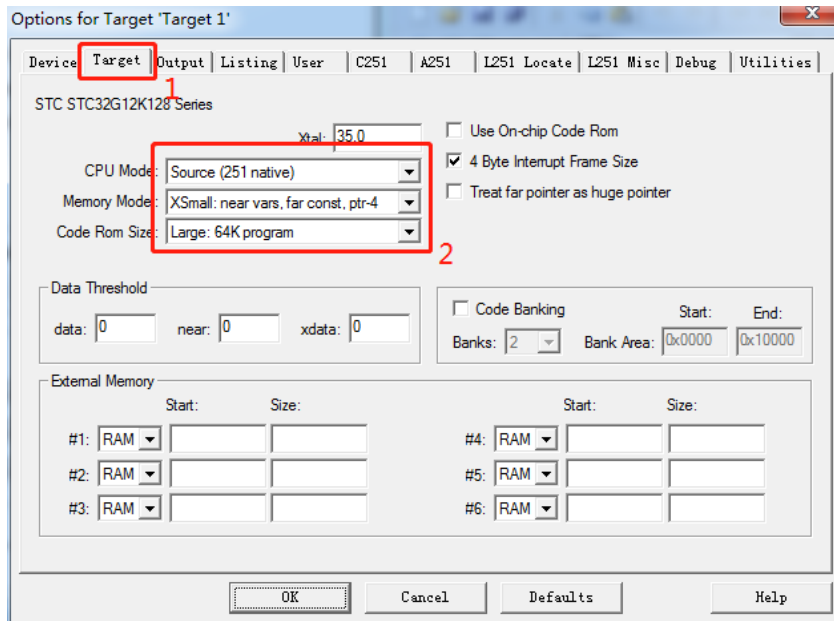 Options for Target 'Target 1'
Device Target Output Listing User C251 A251 L251 Locate L251 Misc Debug Utilities
1
STC STC32G12K128 Series
Xtal: 35.0
Use On-chip Code Rom
CPU Mode: Source (251 native)
4 Byte Interrupt Frame Size
Memory Mode: XSmall: near vars, far const, ptr-4
Treat far pointer as huge pointer
Code Rom Size: Large: 64K program
2
Data Threshold
data: 0 near: 0 xdata: 0
Code Banking Start: End:
Banks: 2 Bank Area: 0x0000 0x10000
External Memory
Start: Size: Start: Size:
#1: RAM #4: RAM
#2: RAM #5: RAM
#3: RAM #6: RAM
OK Cancel Defaults Help